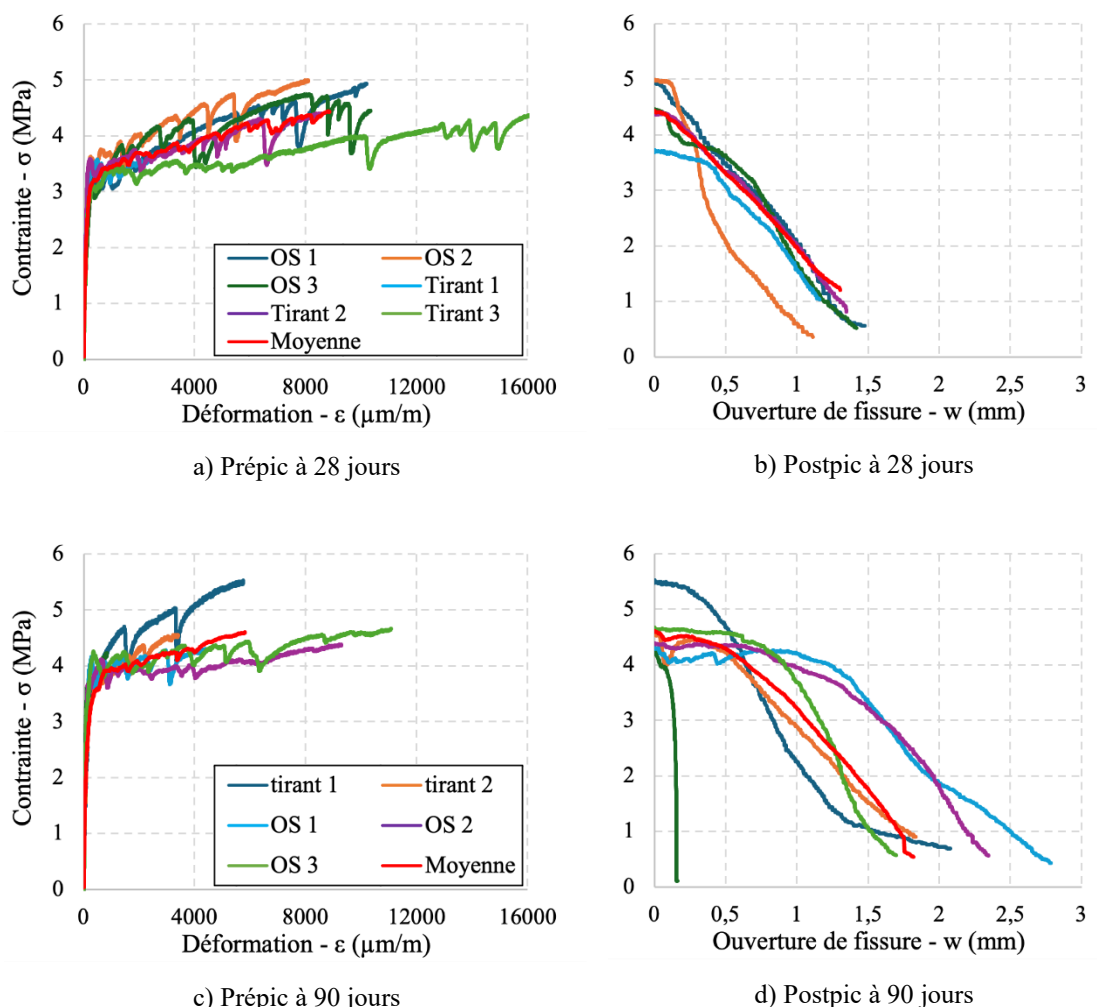 6
5
4
3
2
1
0
Contrainte - σ (MPa)
OS 1 OS 2
OS 3 Tirant 1
Tirant 2 Tirant 3
Moyenne
0 4000 8000 12000 16000
Déformation - ε (µm/m)
a) Prépic à 28 jours
6
5
4
3
2
1
0
0 0,5 1 1,5 2 2,5 3
Ouverture de fissure - w (mm)
b) Postpic à 28 jours
6
5
4
3
2
1
0
Contrainte - σ (MPa)
tirant 1 tirant 2
OS 1 OS 2
OS 3 Moyenne
0 4000 8000 12000 16000
Déformation - ε (µm/m)
c) Prépic à 90 jours
6
5
4
3
2
1
0
0 0,5 1 1,5 2 2,5 3
Ouverture de fissure - w (mm)
d) Postpic à 90 jours